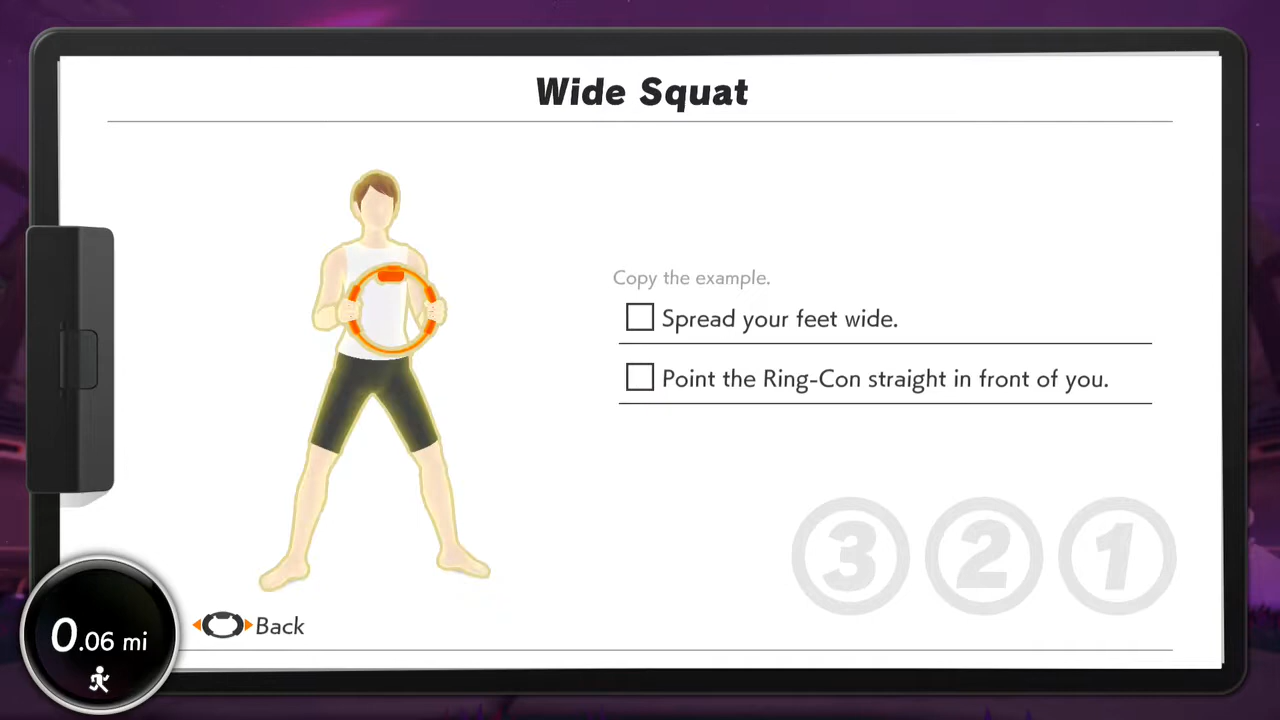 Wide Squat
Copy the example.
Spread your feet wide.
Point the Ring-Con straight in front of you.
3 2 1
Back
0.06 mi